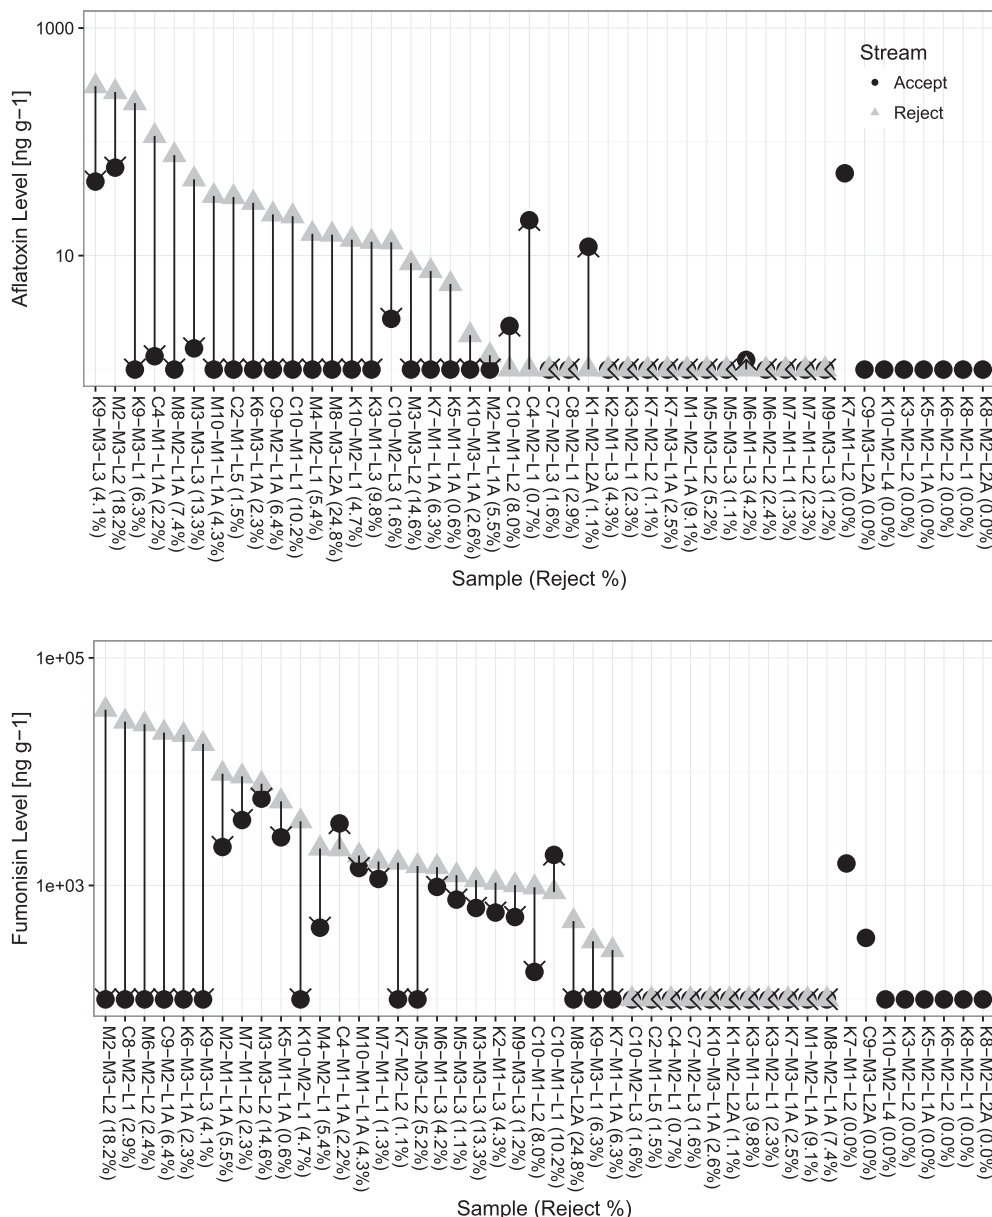 1000
10
Aflatoxin Level [ng g−1]
Stream
Accept
Reject
K9−M3−L3 (4.1%)
M2−M3−L2 (18.2%)
K9−M3−L1 (6.3%)
C4−M1−L1A (2.2%)
M8−M2−L1A (7.4%)
M3−M3−L3 (13.3%)
M10−M1−L1A (4.3%)
C2−M1−L5 (1.5%)
K6−M3−L1A (2.3%)
C9−M2−L1A (6.4%)
C10−M1−L1 (10.2%)
M4−M2−L1 (5.4%)
M8−M3−L2A (24.8%)
K10−M2−L1 (4.7%)
K3−M1−L3 (9.8%)
C10−M2−L3 (1.6%)
M3−M3−L2 (14.6%)
K7−M1−L1A (6.3%)
K5−M1−L1A (0.6%)
K10−M3−L1A (2.6%)
M2−M1−L1A (5.5%)
C10−M1−L2 (8.0%)
C4−M2−L1 (0.7%)
C7−M2−L3 (1.6%)
C8−M2−L1 (2.9%)
K1−M2−L2A (1.1%)
K2−M1−L3 (4.3%)
K3−M2−L1 (2.3%)
K7−M2−L2 (1.1%)
K7−M3−L1A (2.5%)
M1−M2−L1A (9.1%)
M5−M3−L2 (5.2%)
M5−M3−L3 (1.1%)
M6−M1−L3 (4.2%)
M6−M2−L2 (2.4%)
M7−M1−L1 (1.3%)
M7−M1−L2 (2.3%)
M9−M3−L3 (1.2%)
K7−M1−L2 (0.0%)
C9−M3−L2A (0.0%)
K10−M2−L4 (0.0%)
K3−M2−L2 (0.0%)
K5−M2−L1A (0.0%)
K6−M2−L2 (0.0%)
K8−M2−L1 (0.0%)
K8−M2−L2A (0.0%)
Sample (Reject %)
1e+05
1e+03
Fumonisin Level [ng g−1]
M2−M3−L2 (18.2%)
C8−M2−L1 (2.9%)
M6−M2−L2 (2.4%)
C9−M2−L1A (6.4%)
K6−M3−L1A (2.3%)
K9−M3−L3 (4.1%)
M2−M1−L1A (5.5%)
M7−M1−L2 (2.3%)
M3−M3−L2 (14.6%)
K5−M1−L1A (0.6%)
K10−M2−L1 (4.7%)
M4−M2−L1 (5.4%)
C4−M1−L1A (2.2%)
M10−M1−L1A (4.3%)
M7−M1−L1 (1.3%)
K7−M2−L2 (1.1%)
M5−M3−L2 (5.2%)
M6−M1−L3 (4.2%)
M5−M3−L3 (1.1%)
M3−M3−L3 (13.3%)
K2−M1−L3 (4.3%)
M9−M3−L3 (1.2%)
C10−M1−L2 (8.0%)
C10−M1−L1 (10.2%)
M8−M3−L2A (24.8%)
K9−M3−L1 (6.3%)
K7−M1−L1A (6.3%)
C10−M2−L3 (1.6%)
C2−M1−L5 (1.5%)
C4−M2−L1 (0.7%)
C7−M2−L3 (1.6%)
K10−M3−L1A (2.6%)
K1−M2−L2A (1.1%)
K3−M1−L3 (9.8%)
K3−M2−L1 (2.3%)
K7−M3−L1A (2.5%)
M1−M2−L1A (9.1%)
M8−M2−L1A (7.4%)
K7−M1−L2 (0.0%)
C9−M3−L2A (0.0%)
K10−M2−L4 (0.0%)
K3−M2−L2 (0.0%)
K5−M2−L1A (0.0%)
K6−M2−L2 (0.0%)
K8−M2−L1 (0.0%)
K8−M2−L2A (0.0%)
Sample (Reject %)